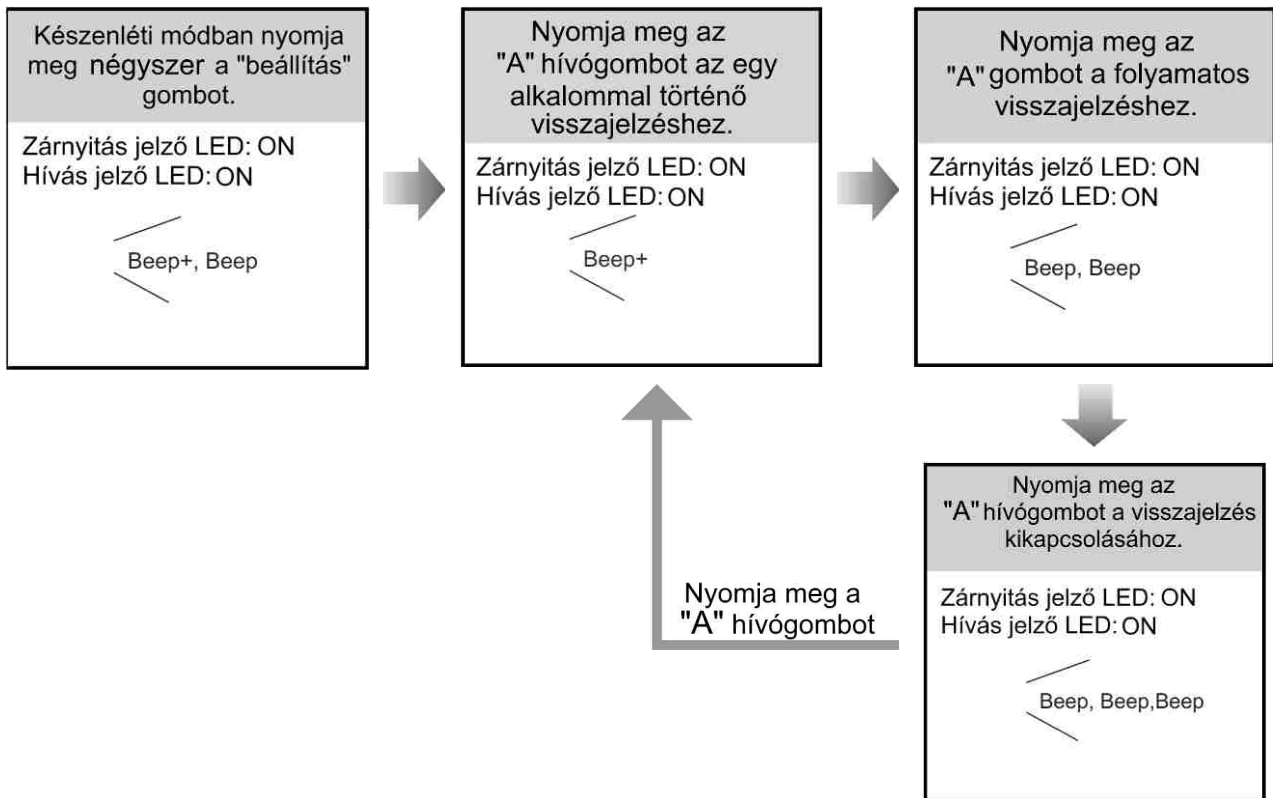 Készenléti módban nyomja
meg négyszer a "beállítás"
gombot.
Zárnyitás jelző LED: ON
Hívás jelző LED: ON
Beep+, Beep
Nyomja meg az
"A" hívógombot az egy
alkalommal történő
visszajelzéshez.
Zárnyitás jelző LED: ON
Hívás jelző LED: ON
Beep+
Nyomja meg az
"A" gombot a folyamatos
visszajelzéshez.
Zárnyitás jelző LED: ON
Hívás jelző LED: ON
Beep, Beep
Nyomja meg az
"A" hívógombot a visszajelzés
kikapcsolásához.
Zárnyitás jelző LED: ON
Hívás jelző LED: ON
Beep, Beep,Beep
Nyomja meg a
"A" hívógombot